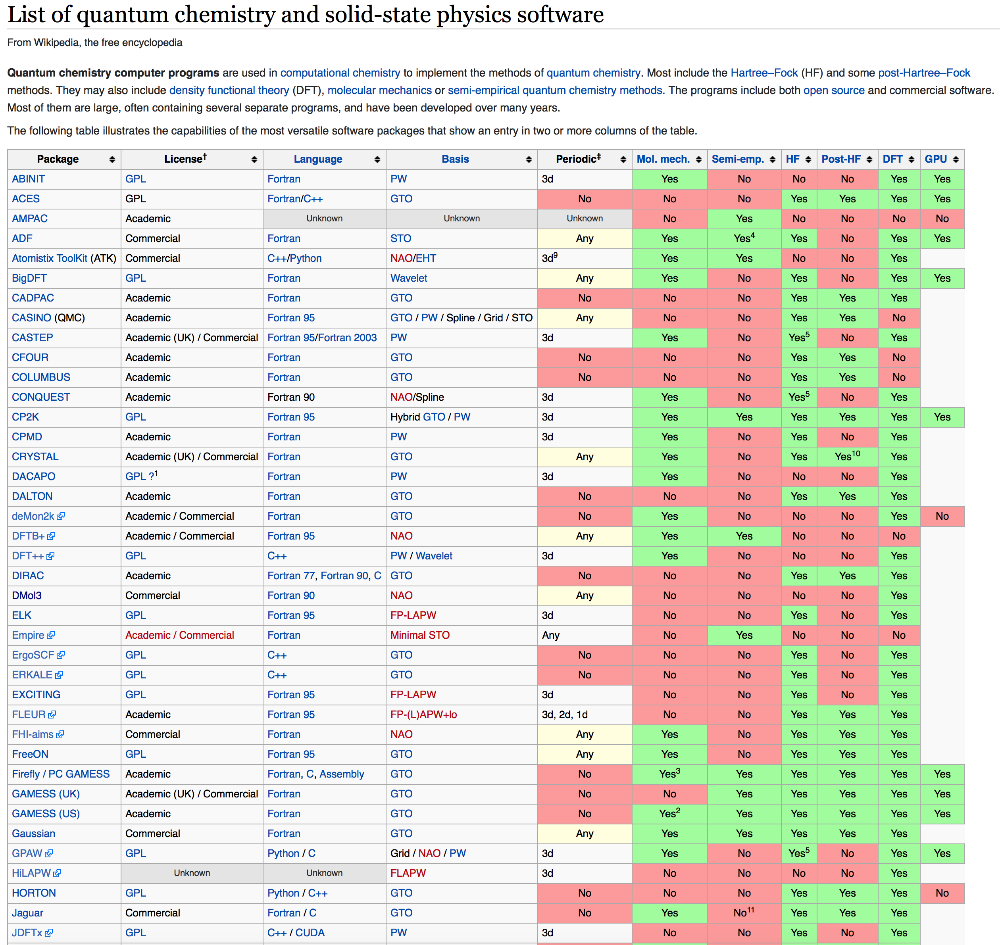 List of quantum chemistry and solid-state physics software
From Wikipedia, the free encyclopedia
Quantum chemistry computer programs are used in computational chemistry to implement the methods of quantum chemistry. Most include the Hartree–Fock (HF) and some post-Hartree–Fock
methods. They may also include density functional theory (DFT), molecular mechanics or semi-empirical quantum chemistry methods. The programs include both open source and commercial software.
Most of them are large, often containing several separate programs, and have been developed over many years.
The following table illustrates the capabilities of the most versatile software packages that show an entry in two or more columns of the table.
Package License† Language Basis Periodic‡ Mol. mech. Semi-emp. HF Post-HF DFT GPU
ABINIT GPL Fortran PW 3d Yes No No No Yes Yes
ACES GPL Fortran/C++ GTO No No No Yes Yes Yes Yes
AMPAC Academic Unknown Unknown Unknown No Yes No No No No
ADF Commercial Fortran STO Any Yes Yes4 Yes No Yes Yes
Atomistix ToolKit (ATK) Commercial C++/Python NAO/EHT 3d9 Yes Yes No No Yes
BigDFT GPL Fortran Wavelet Any Yes No Yes No Yes Yes
CADPAC Academic Fortran GTO No No No Yes Yes Yes
CASINO (QMC) Academic Fortran 95 GTO / PW / Spline / Grid / STO Any No No Yes Yes No
CASTEP Academic (UK) / Commercial Fortran 95/Fortran 2003 PW 3d Yes No Yes5 No Yes
CFOUR Academic Fortran GTO No No No Yes Yes No
COLUMBUS Academic Fortran GTO No No No Yes Yes No
CONQUEST Academic Fortran 90 NAO/Spline 3d Yes No Yes5 No Yes
CP2K GPL Fortran 95 Hybrid GTO / PW 3d Yes Yes Yes Yes Yes Yes
CPMD Academic Fortran PW 3d Yes No Yes No Yes
CRYSTAL Academic (UK) / Commercial Fortran GTO Any Yes No Yes Yes10 Yes
DACAPO GPL ?1 Fortran PW 3d Yes No No No Yes
DALTON Academic Fortran GTO No No No Yes Yes Yes
deMon2k Academic / Commercial Fortran GTO No Yes No No No Yes No
DFTB+ Academic / Commercial Fortran 95 NAO Any Yes Yes No No No
DFT++ GPL C++ PW / Wavelet 3d Yes No No No Yes
DIRAC Academic Fortran 77, Fortran 90, C GTO No No No Yes Yes Yes
DMol3 Commercial Fortran 90 NAO Any No No No No Yes
ELK GPL Fortran 95 FP-LAPW 3d No No Yes No Yes
Empire Academic / Commercial Fortran Minimal STO Any No Yes No No No
ErgoSCF GPL C++ GTO No No No Yes No Yes
ERKALE GPL C++ GTO No No No Yes No Yes
EXCITING GPL Fortran 95 FP-LAPW 3d No No Yes No Yes
FLEUR Academic Fortran 95 FP-(L)APW+lo 3d, 2d, 1d No No Yes Yes Yes
FHI-aims Commercial Fortran NAO Any Yes No Yes Yes Yes
FreeON GPL Fortran 95 GTO Any Yes No Yes Yes Yes
Firefly / PC GAMESS Academic Fortran, C, Assembly GTO No Yes3 Yes Yes Yes Yes Yes
GAMESS (UK) Academic (UK) / Commercial Fortran GTO No No Yes Yes Yes Yes Yes
GAMESS (US) Academic Fortran GTO No Yes2 Yes Yes Yes Yes Yes
Gaussian Commercial Fortran GTO Any Yes Yes Yes Yes Yes
GPAW GPL Python / C Grid / NAO / PW 3d Yes No Yes5 No Yes Yes
HiLAPW Unknown Unknown FLAPW 3d No No No No Yes
HORTON GPL Python / C++ GTO No No No Yes Yes Yes No
Jaguar Commercial Fortran / C GTO No Yes No11 Yes Yes Yes
JDFTx GPL C++ / CUDA PW 3d No No Yes No Yes